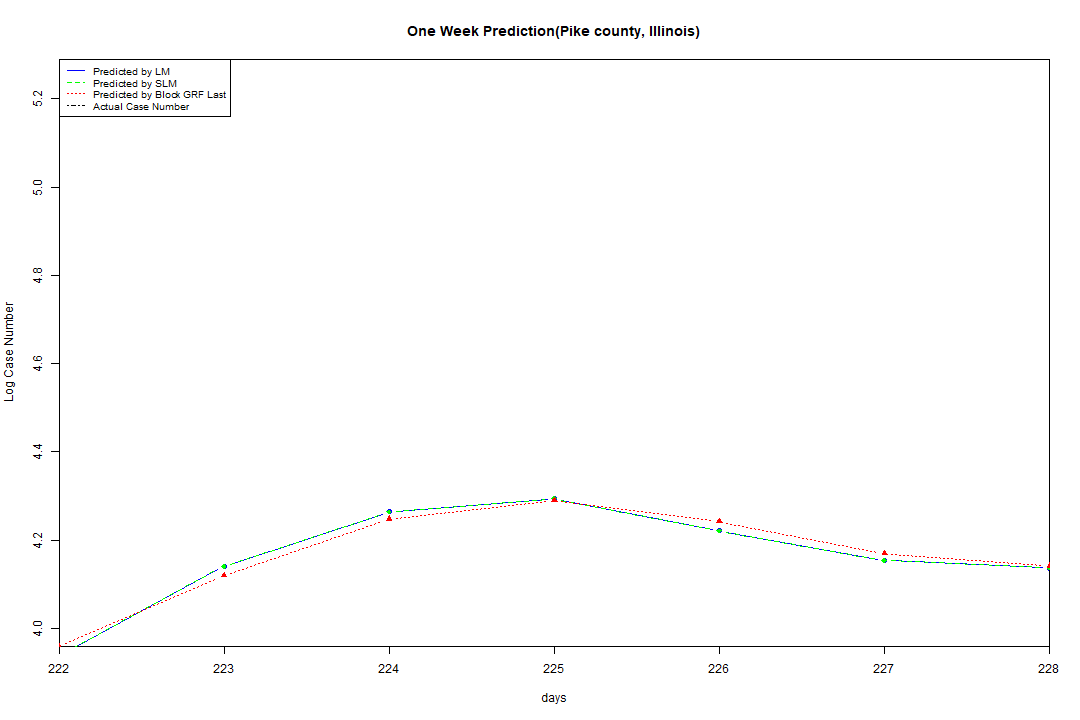 One Week Prediction(Pike county, Illinois)
Predicted by LM
Predicted by SLM
Predicted by Block GRF Last
Actual Case Number
5.2
5.0
4.8
4.6
4.4
4.2
4.0
Log Case Number
222 223 224 225 226 227 228
days